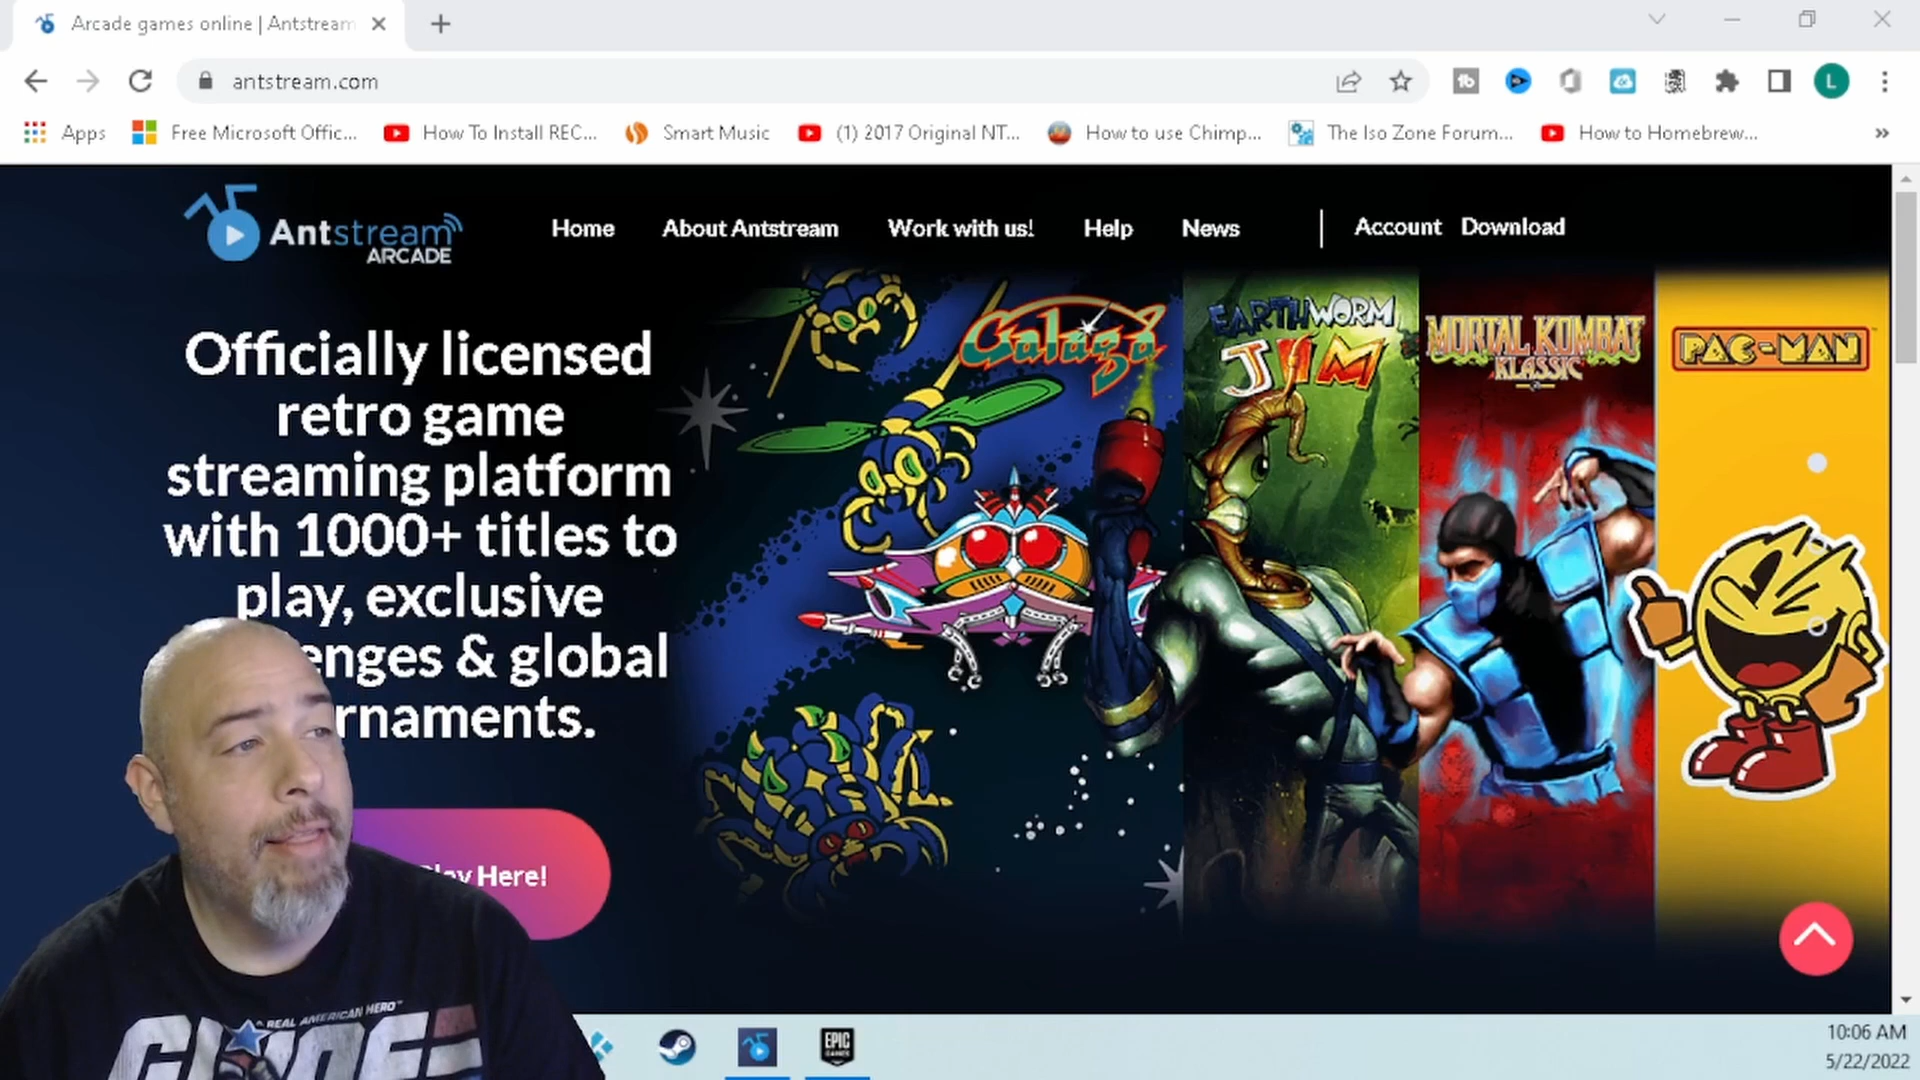 Arcade games online | Antstream
antstream.com
Apps
Free Microsoft Offic...
How To Install REC...
Smart Music
(1) 2017 Original NT...
How to use Chimp...
The Iso Zone Forum...
How to Homebrew...
L
Antstream
ARCADE
Home
About Antstream
Work with us!
Help
News
Account
Download
Officially licensed
retro game
streaming platform
with 1000+ titles to
play, exclusive
enges & global
rnaments.
Play Here!
Galaga
EARTHWORM
JIM
MORTAL KOMBAT
KLASSIC
PAC-MAN
A REAL AMERICAN HERO
EPIC
GAMES
10:06 AM
5/22/2022